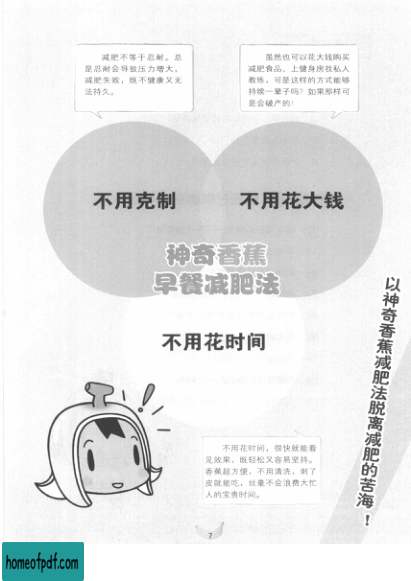 减肥不等于忍耐。总
是忍耐会导致压力增大，
减肥失败，既不健康又无
法持久。
虽然也可以花大钱购买
减肥食品、上健身房找私人
教练，可是这样的方式能够
持续一辈子吗？如果那样可
是会破产的！
不用克制
不用花大钱
神奇香蕉
早餐减肥法
不用花时间
以神奇香蕉减肥法脱离减肥的苦海！
不用花时间，很快就能看
见效果，既轻松又容易坚持。
香蕉超方便，不用清洗，剥了
皮就能吃，丝毫不会浪费大忙
人的宝贵时间。
7
homeofpdf.com